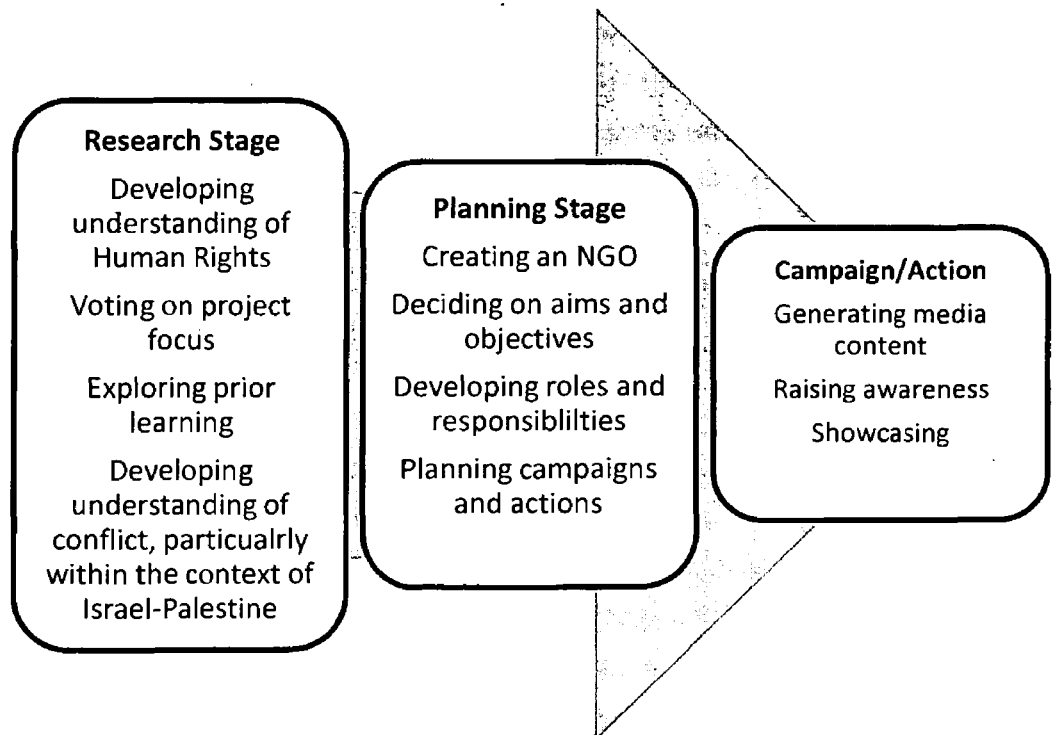 Research Stage
Developing
understanding of
Human Rights
Voting on project
focus
Exploring prior
learning
Developing
understanding of
conflict, particualrly
within the context of
Israel-Palestine
Planning Stage
Creating an NGO
Deciding on aims and
objectives
Developing roles and
responsiblilties
Planning campaigns
and actions
Campaign/Action
Generating media
content
Raising awareness
Showcasing